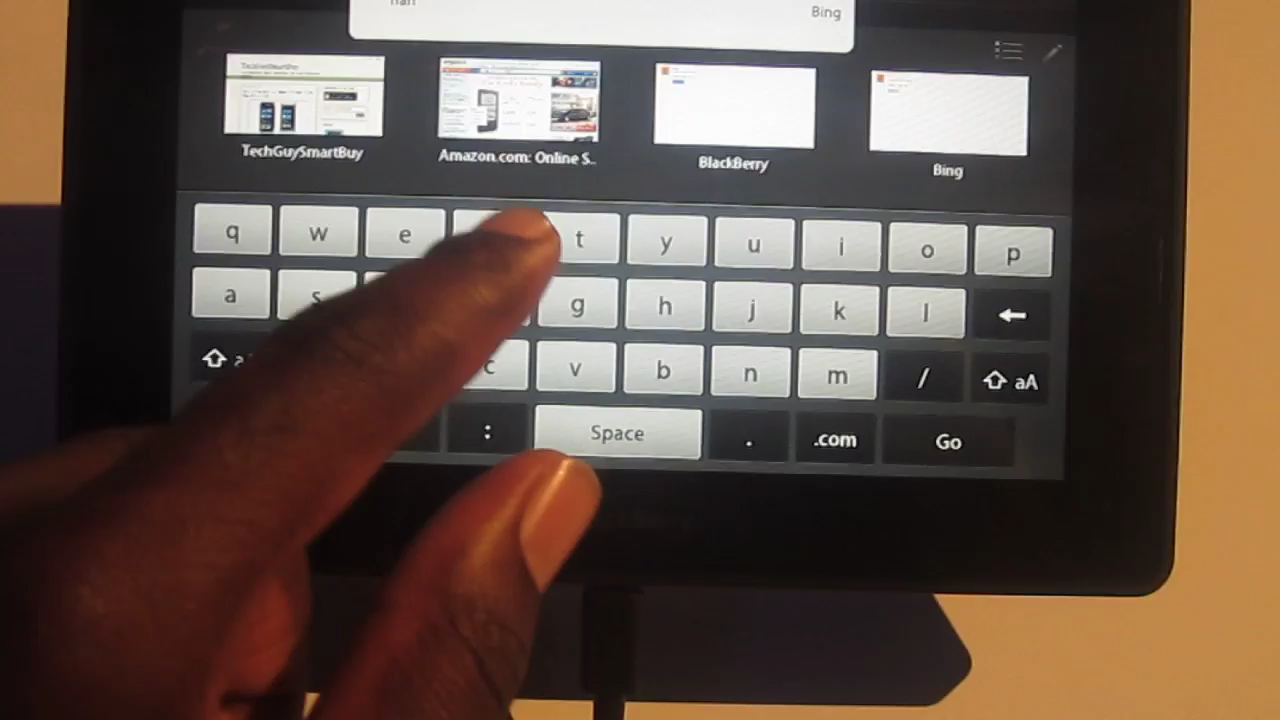 Bing
TechGuySmartBuy
Amazon.com: Online S..
BlackBerry
Bing
q w e t y u i o p
a s g h j k l
c v b n m / aA
: Space . .com Go